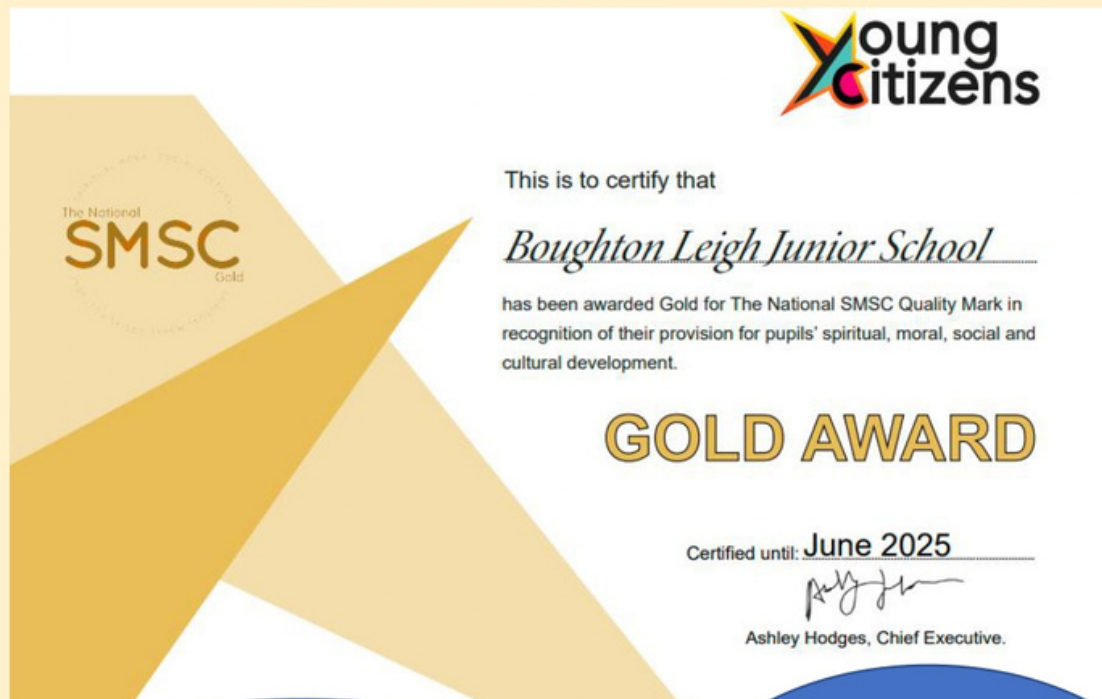 Young
Citizens
The National
SMSC
Gold
This is to certify that
Boughton Leigh Junior School
has been awarded Gold for The National SMSC Quality Mark in
recognition of their provision for pupils' spiritual, moral, social and
cultural development.
GOLD AWARD
Certified until: June 2025
Ashley Hodges, Chief Executive.